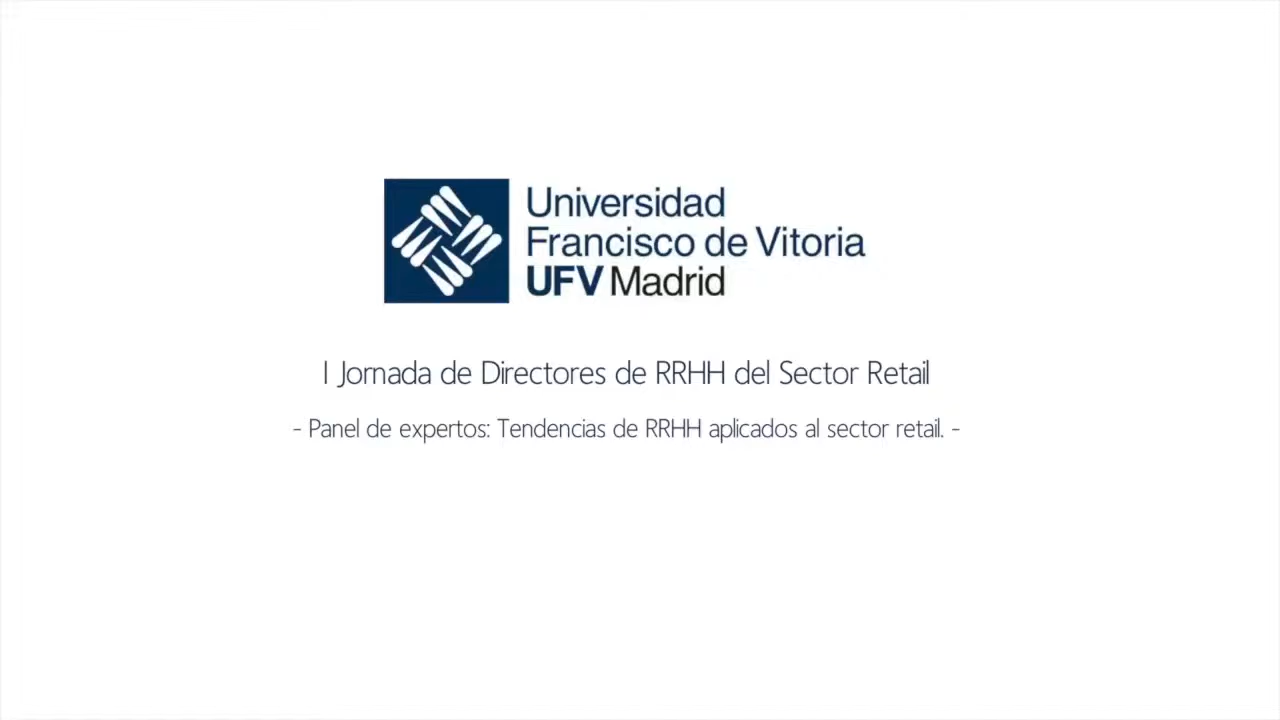 Universidad
Francisco de Vitoria
UFV Madrid
I Jornada de Directores de RRHH del Sector Retail
- Panel de expertos: Tendencias de RRHH aplicados al sector retail. -